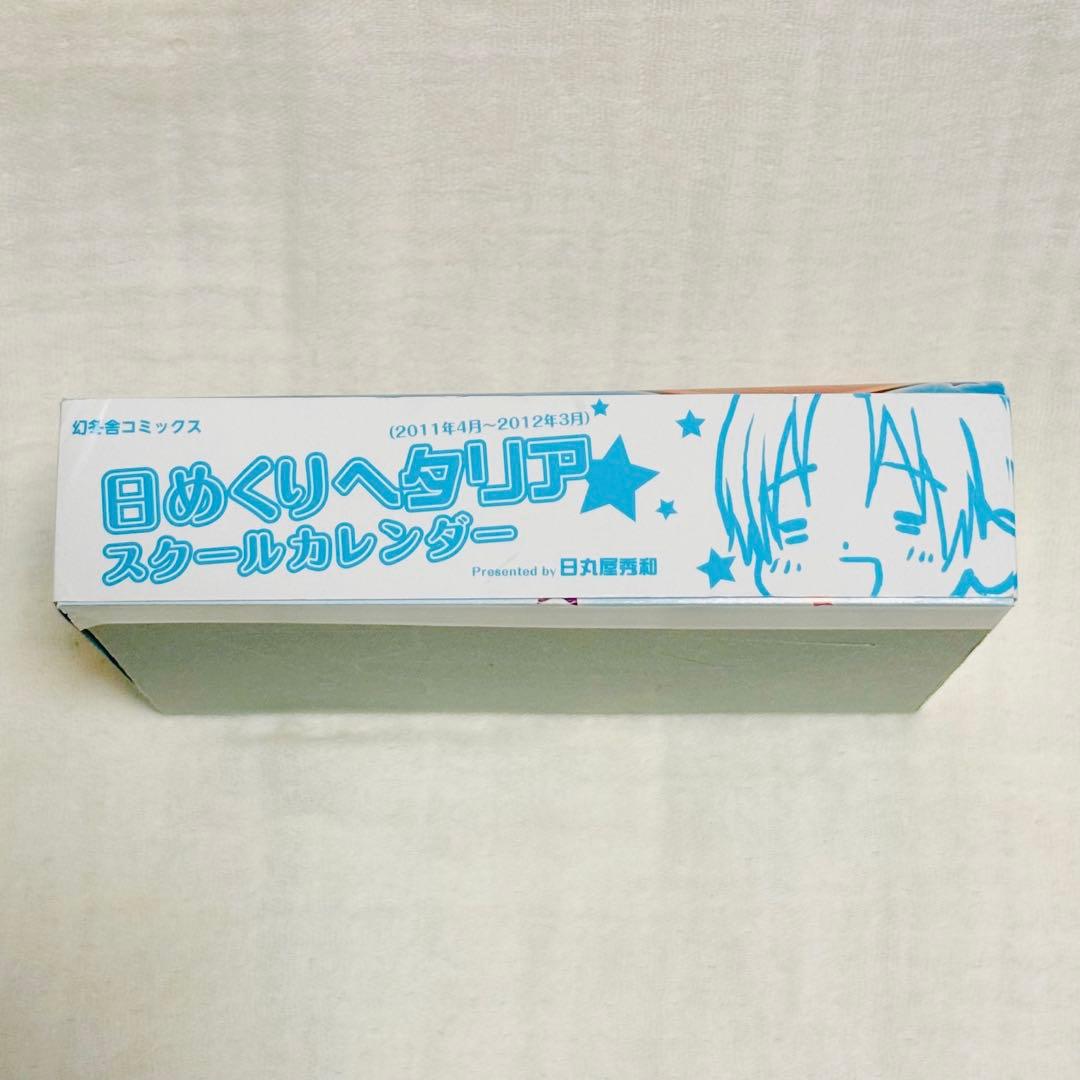 幻冬舎コミックス
(2011年4月～2012年3月)
日めくりヘタリア★
スクールカレンダー
Presented by 日丸屋秀和